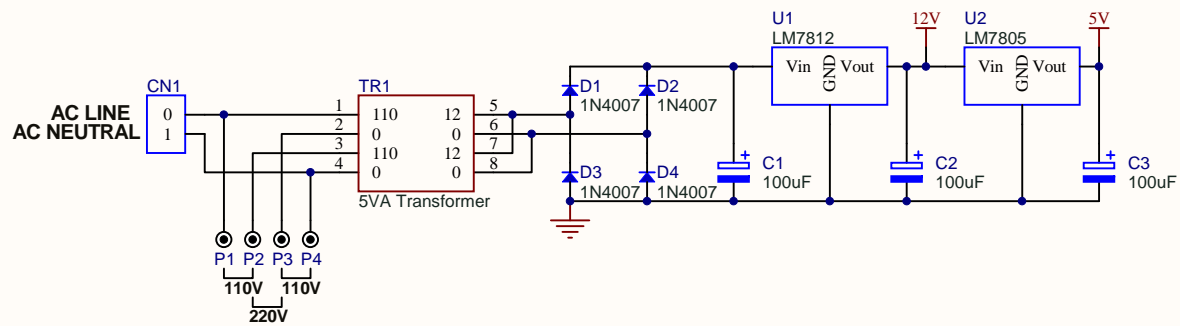 U1
LM7812
12V
U2
LM7805
5V
Vin
GND
Vout
Vin
GND
Vout
CN1
0
1
AC LINE
AC NEUTRAL
TR1
1
2
3
4
110
0
110
0
12
0
12
0
5
6
7
8
5VA Transformer
D1
1N4007
D2
1N4007
D3
1N4007
D4
1N4007
+
C1
100uF
+
C2
100uF
+
C3
100uF
P1
P2
P3
P4
110V
110V
220V